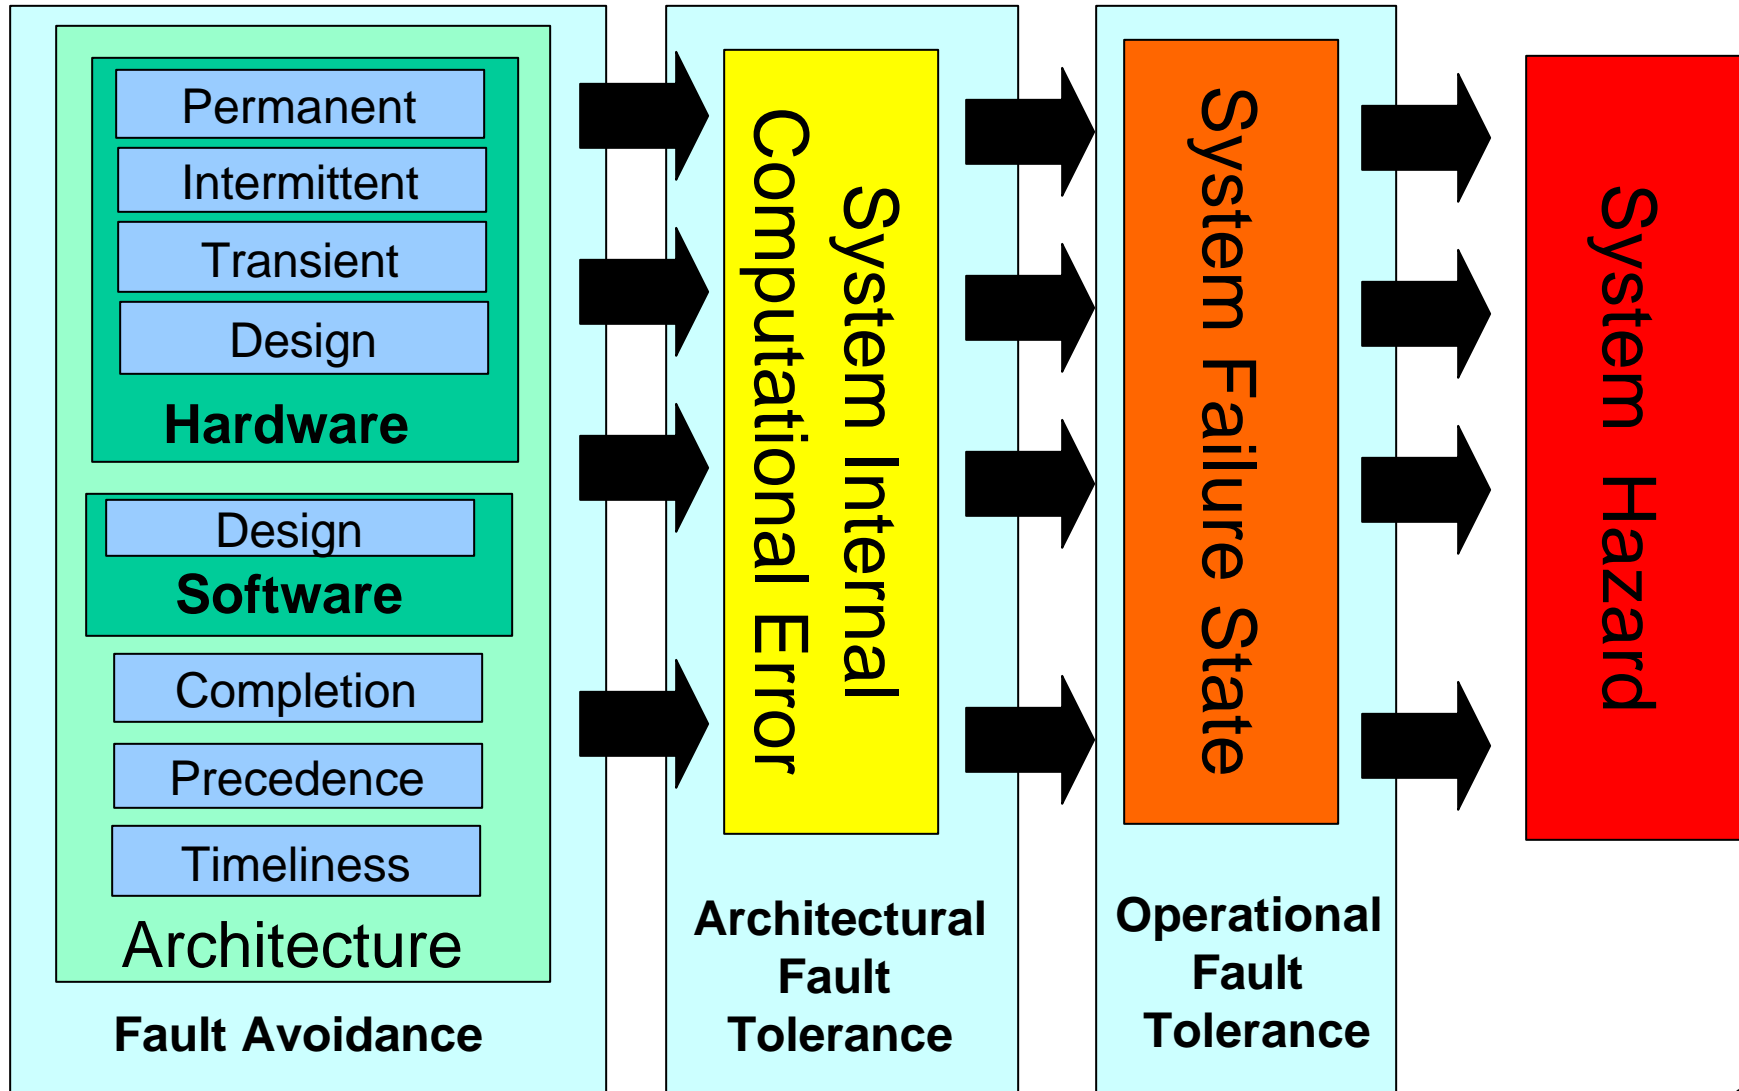 Permanent
Intermittent
Transient
Design
Hardware
Design
Software
Completion
Precedence
Timeliness
Architecture
Fault Avoidance
System Internal
Computational Error
Architectural
Fault
Tolerance
System Failure State
Operational
Fault
Tolerance
System Hazard